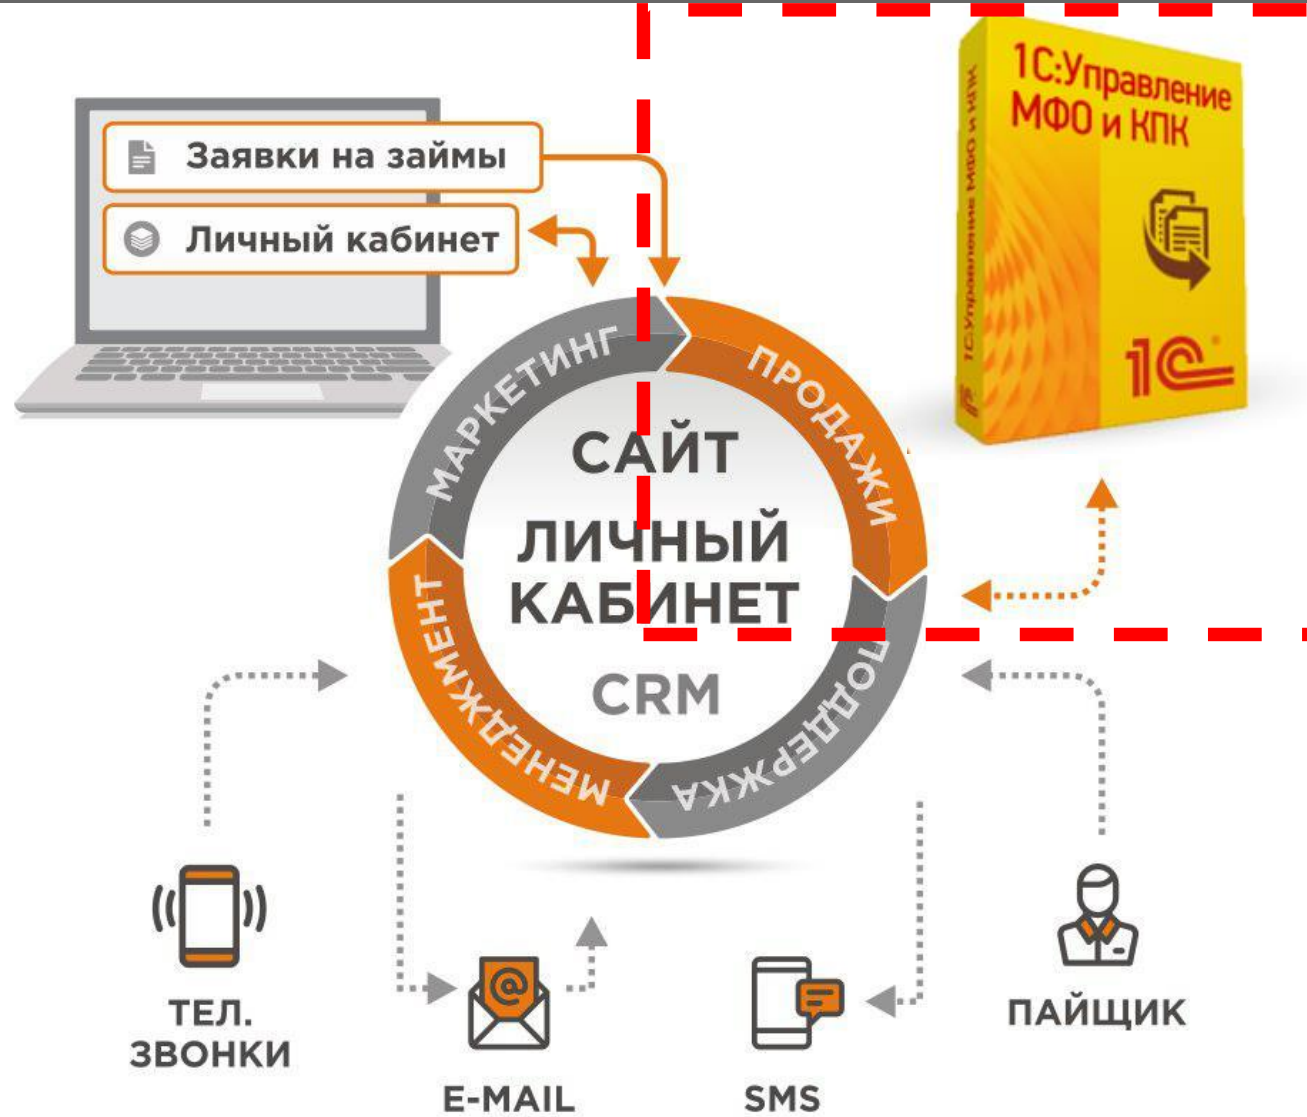 1С:Управление
МФО и КПК
1С:Управление МФО и КПК
1С
Заявки на займы
Личный кабинет
МАРКЕТИНГ
ПРОДАЖИ
САЙТ
ЛИЧНЫЙ
КАБИНЕТ
CRM
МЕНЕДЖМЕНТ
ПОДДЕРЖКА
ТЕЛ.
ЗВОНКИ
E-MAIL
SMS
ПАЙЩИК